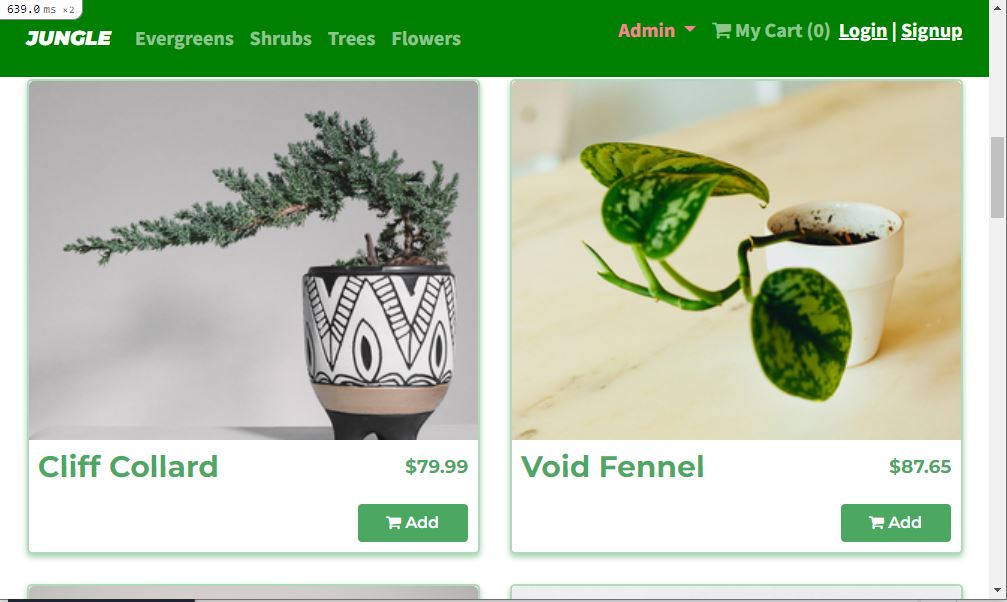 639.0 ms ×2
JUNGLE Evergreens Shrubs Trees Flowers Admin My Cart (0) Login | Signup
Cliff Collard $79.99
Void Fennel $87.65
Add
Add